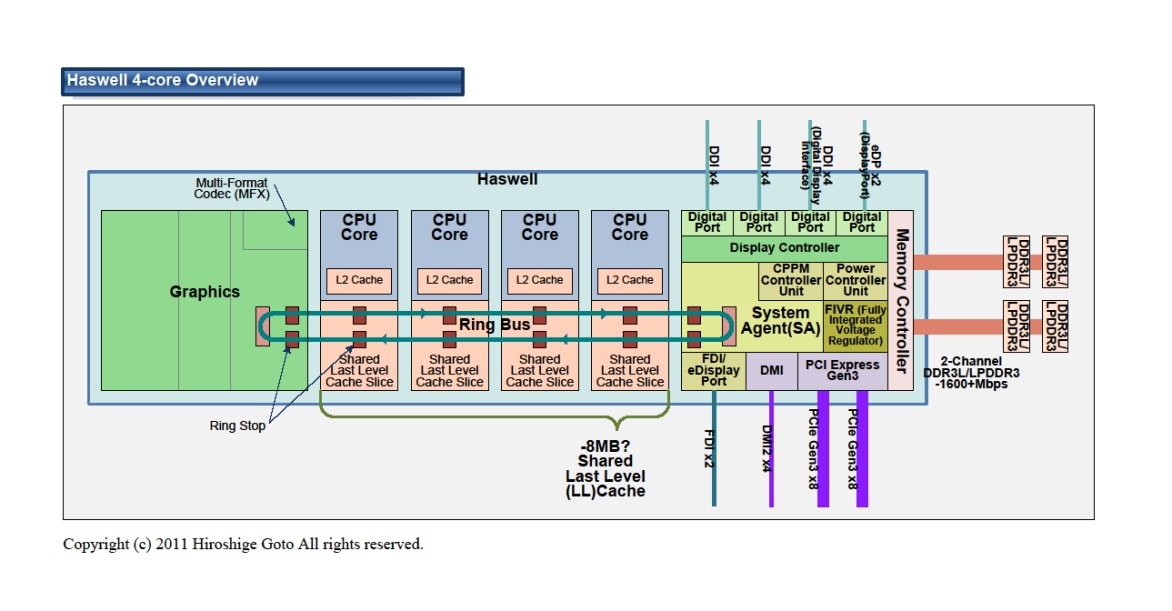 Haswell 4-core Overview
DDI x4
DDI x4
DDI x4
(Digital Display
Interface)
eDP x2
(DisplayPort)
Multi-Format
Codec (MFX)
Haswell
CPU
Core
CPU
Core
CPU
Core
CPU
Core
Digital
Port
Digital
Port
Digital
Port
Digital
Port
Display Controller
Memory Controller
CPPM
Controller
Unit
Power
Controller
Unit
L2 Cache
L2 Cache
L2 Cache
L2 Cache
Graphics
Ring Bus
System
Agent(SA)
FIVR (Fully
Integrated
Voltage
Regulator)
DDR3L/
LPDDR3
DDR3L/
LPDDR3
DDR3L/
LPDDR3
DDR3L/
LPDDR3
Shared
Last Level
Cache Slice
Shared
Last Level
Cache Slice
Shared
Last Level
Cache Slice
Shared
Last Level
Cache Slice
FDI/
eDisplay
Port
DMI
PCI Express
Gen3
2-Channel
DDR3L/LPDDR3
-1600+Mbps
Ring Stop
-8MB?
Shared
Last Level
(LL)Cache
FDI x2
DMI2 x4
PCIe Gen3 x8
PCIe Gen3 x8
Copyright (c) 2011 Hiroshige Goto All rights reserved.